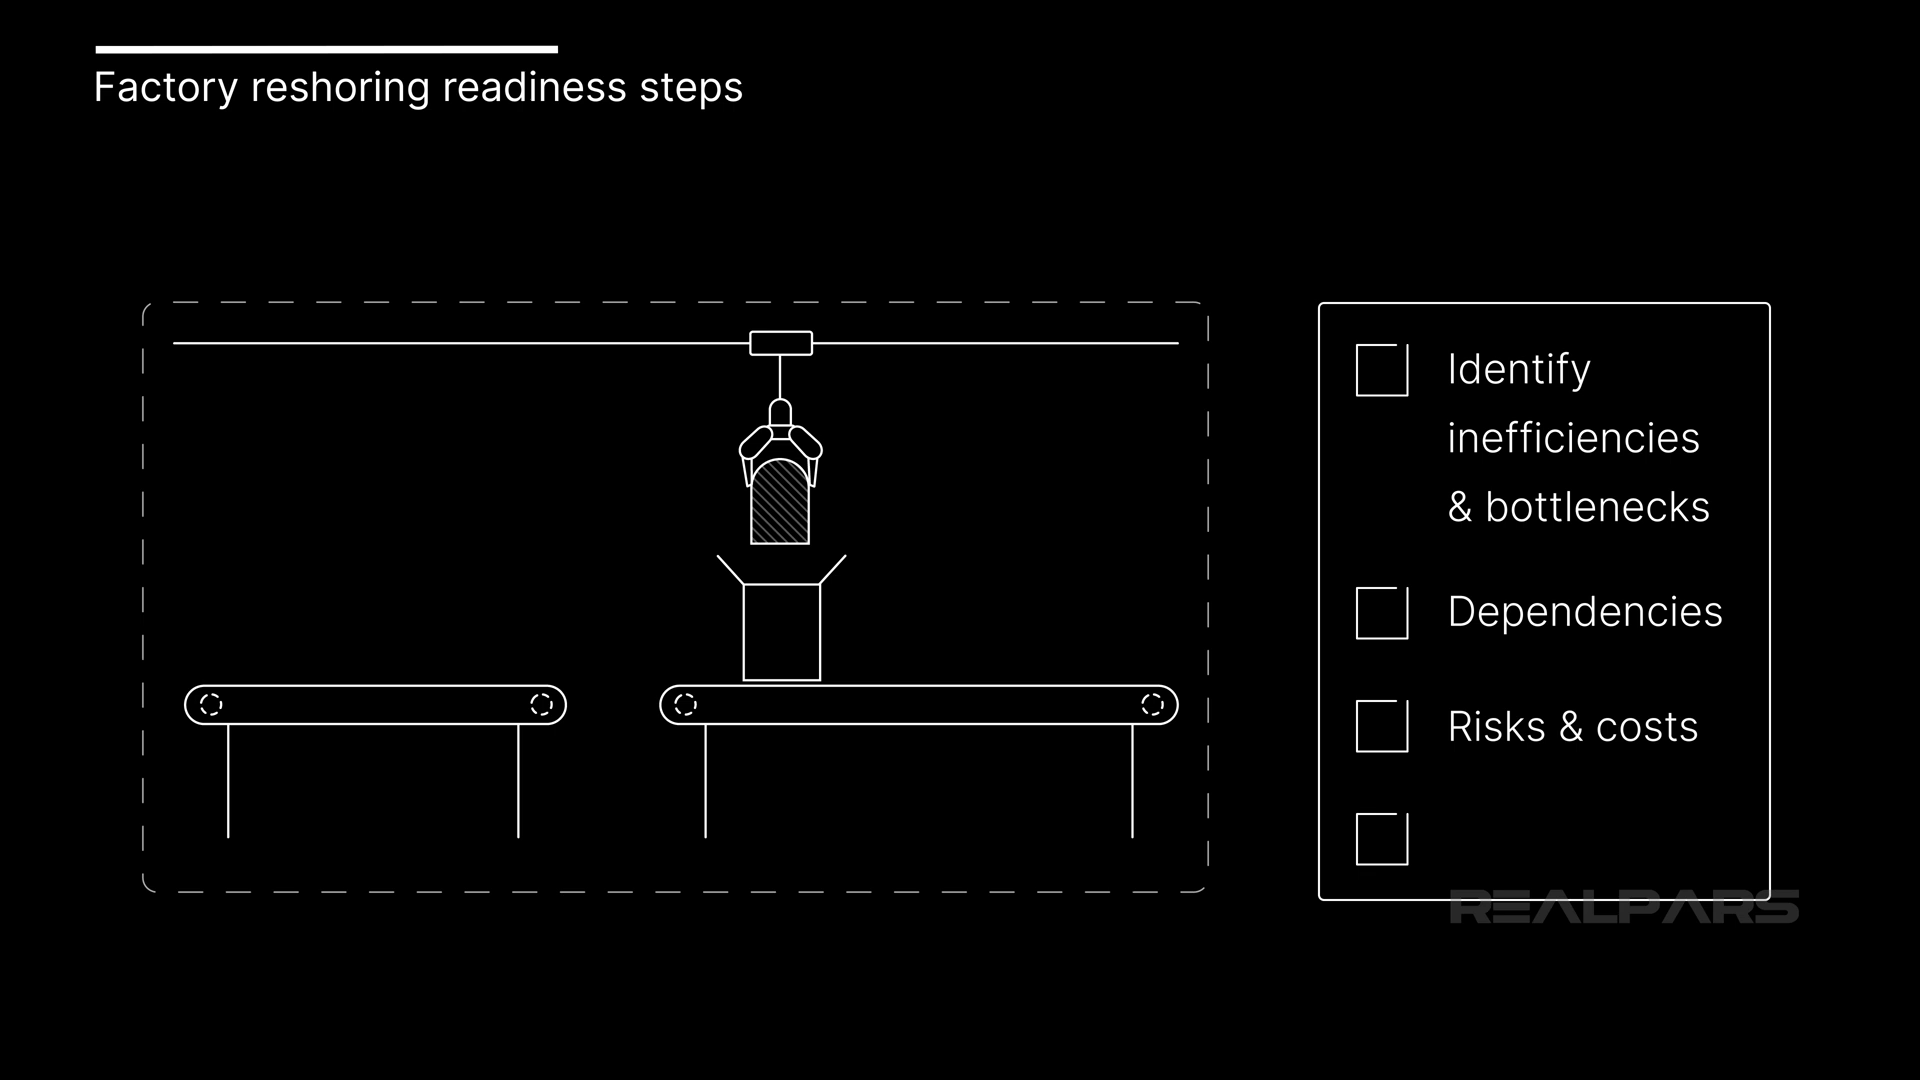 Factory reshoring readiness steps
Identify
inefficiencies
& bottlenecks
Dependencies
Risks & costs
REALPARS